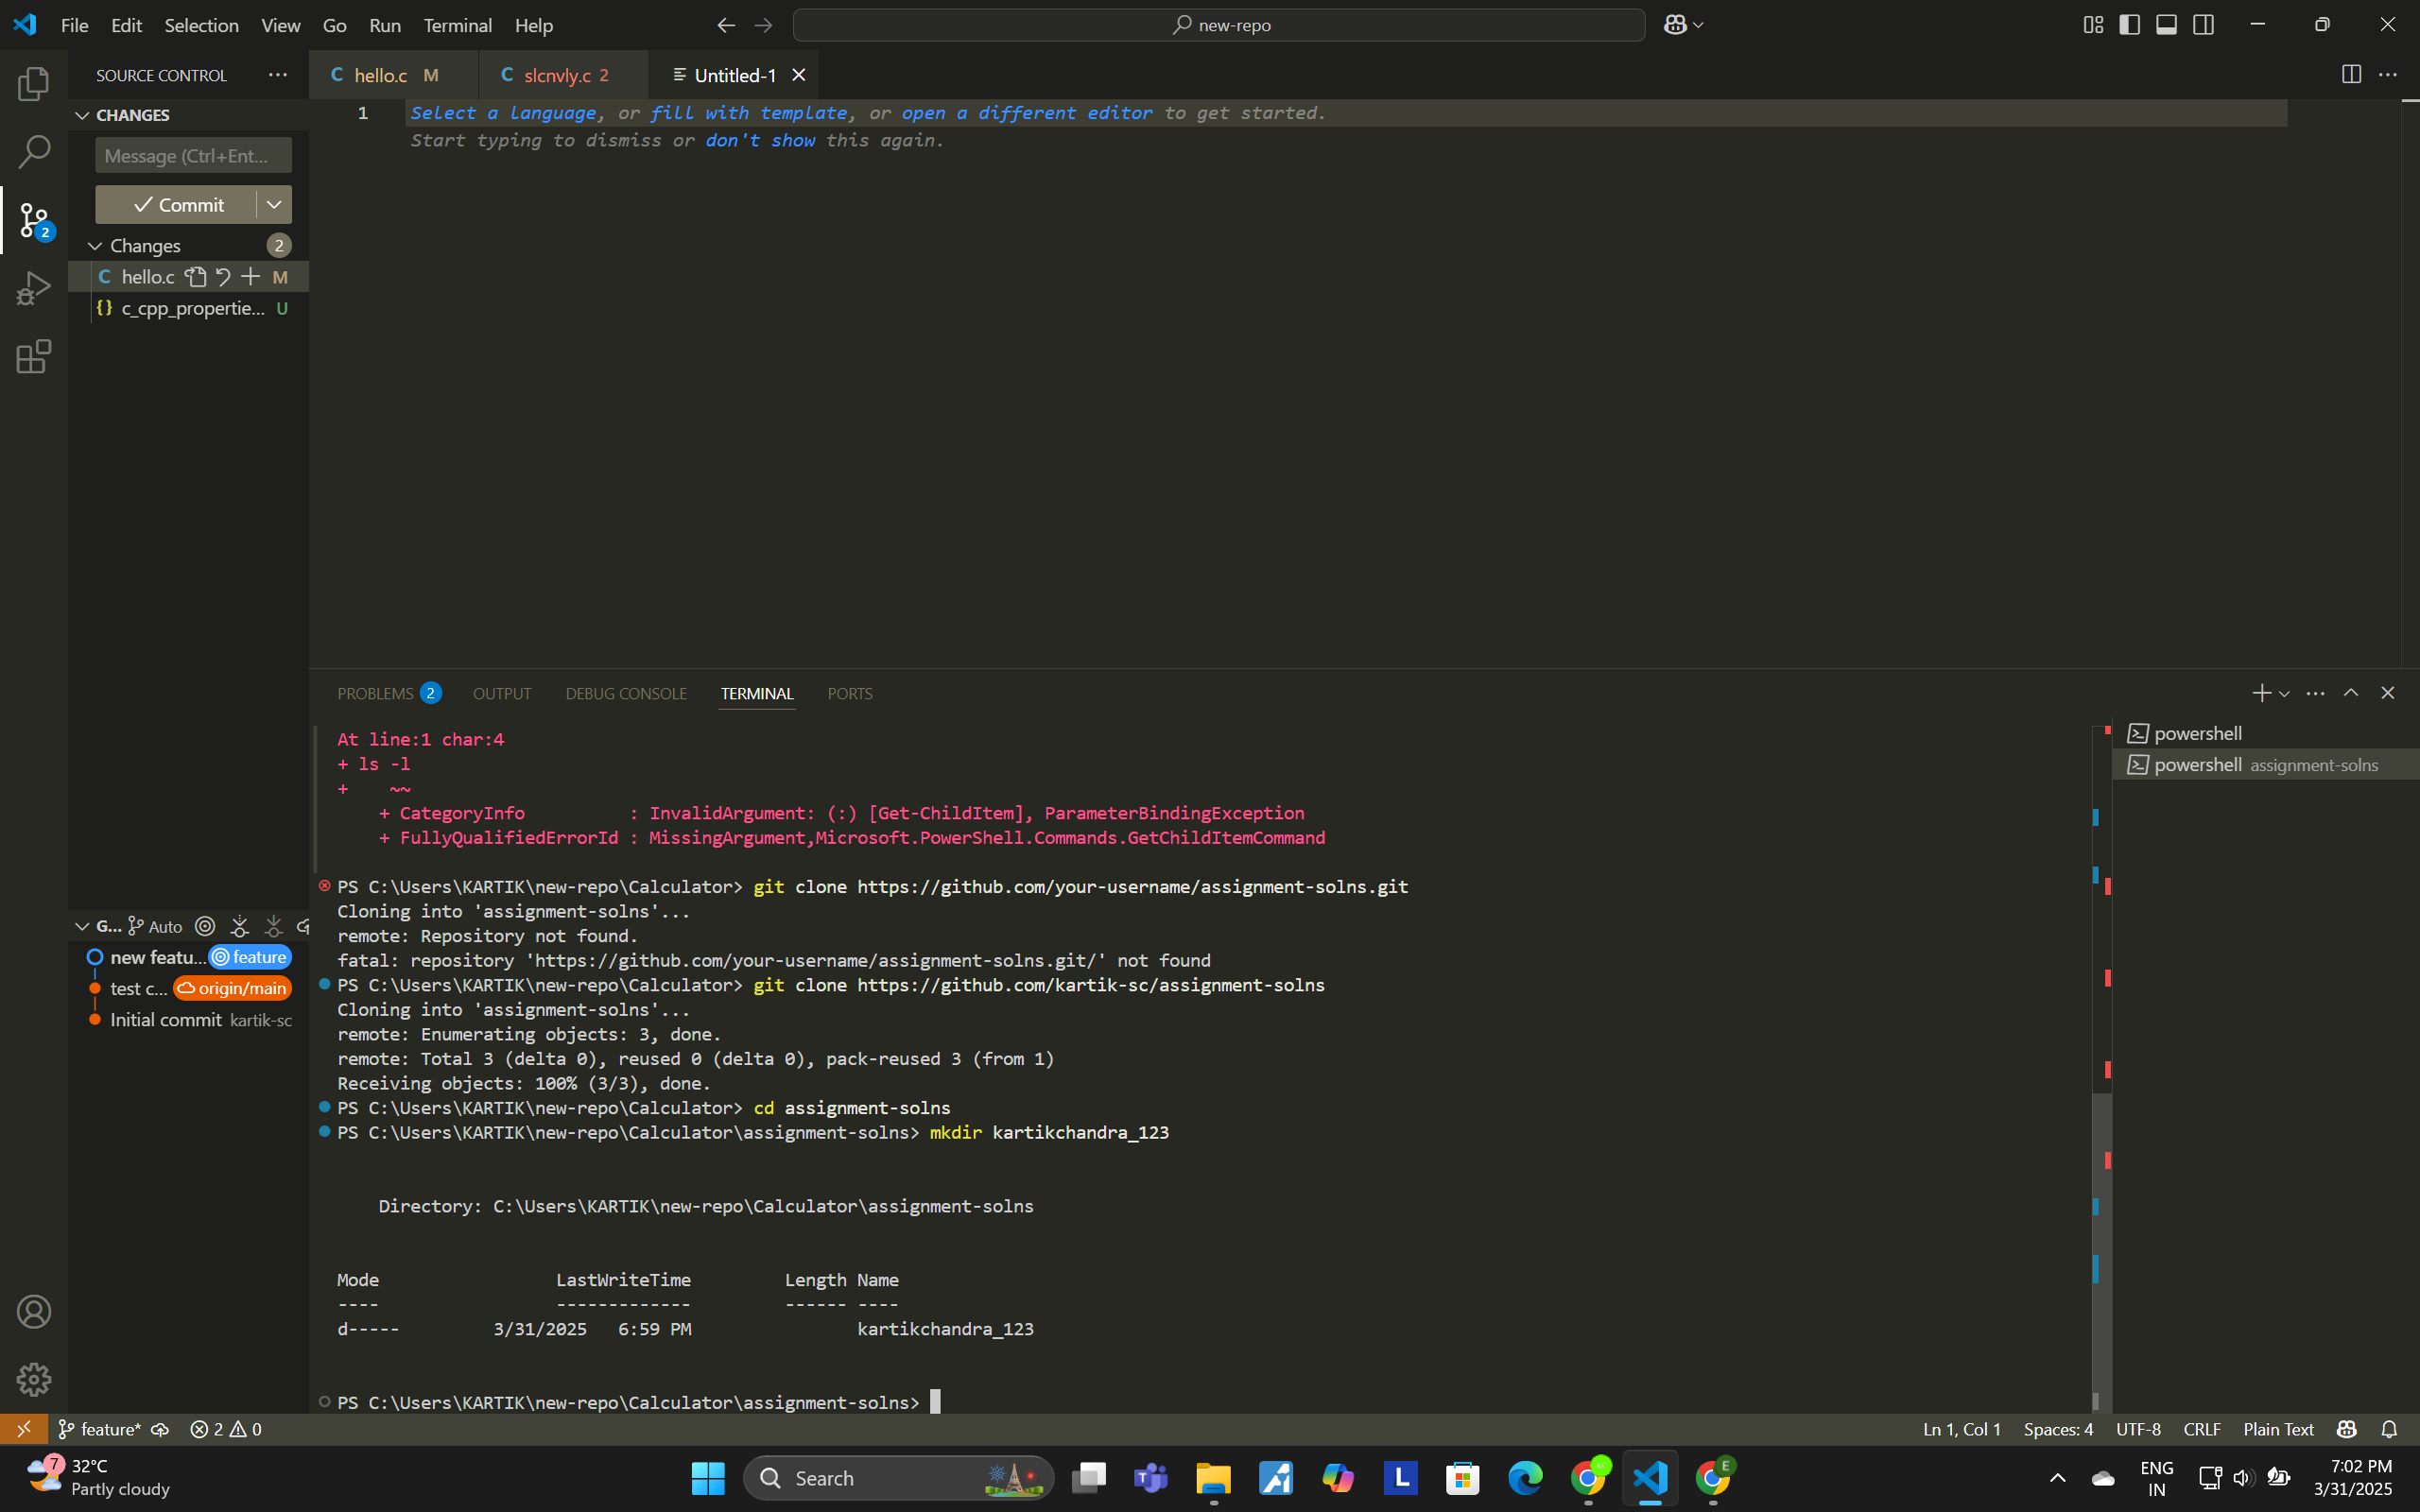 File Edit Selection View Go Run Terminal Help
new-repo
SOURCE CONTROL
hello.c M
slcnvly.c 2
Untitled-1
CHANGES
Message (Ctrl+Ent...
Commit
Changes 2
hello.c M
c_cpp_propertie... U
2
1
Select a language, or fill with template, or open a different editor to get started.
Start typing to dismiss or don't show this again.
PROBLEMS 2 OUTPUT DEBUG CONSOLE TERMINAL PORTS
At line:1 char:4
+ ls -l
+    ~~
    + CategoryInfo          : InvalidArgument: (:) [Get-ChildItem], ParameterBindingException
    + FullyQualifiedErrorId : MissingArgument,Microsoft.PowerShell.Commands.GetChildItemCommand
PS C:\Users\KARTIK\new-repo\Calculator> git clone https://github.com/your-username/assignment-solns.git
Cloning into 'assignment-solns'...
remote: Repository not found.
fatal: repository 'https://github.com/your-username/assignment-solns.git/' not found
PS C:\Users\KARTIK\new-repo\Calculator> git clone https://github.com/kartik-sc/assignment-solns
Cloning into 'assignment-solns'...
remote: Enumerating objects: 3, done.
remote: Total 3 (delta 0), reused 0 (delta 0), pack-reused 3 (from 1)
Receiving objects: 100% (3/3), done.
PS C:\Users\KARTIK\new-repo\Calculator> cd assignment-solns
PS C:\Users\KARTIK\new-repo\Calculator\assignment-solns> mkdir kartikchandra_123
    Directory: C:\Users\KARTIK\new-repo\Calculator\assignment-solns
Mode                 LastWriteTime         Length Name
----                 -------------         ------ ----
d-----         3/31/2025   6:59 PM                kartikchandra_123
PS C:\Users\KARTIK\new-repo\Calculator\assignment-solns>
powershell
powershell assignment-solns
G... Auto
new featu... feature
test c... origin/main
Initial commit kartik-sc
feature* 2 0
Ln 1, Col 1 Spaces: 4 UTF-8 CRLF Plain Text
7
32°C
Partly cloudy
Search
T
L
E
ENG
IN
7:02 PM
3/31/2025